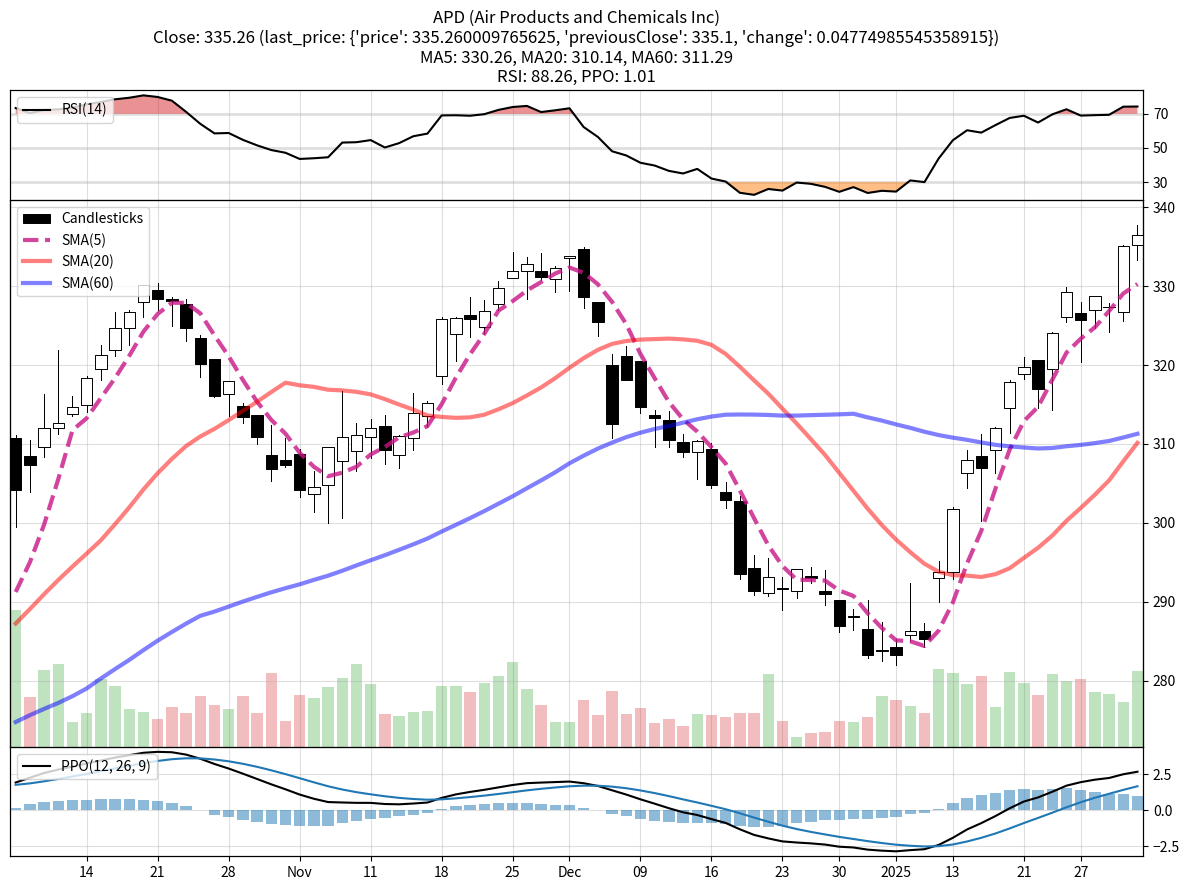 APD (Air Products and Chemicals Inc)
Close: 335.26 (last_price: {'price': 335.260009765625, 'previousClose': 335.1, 'change': 0.04774985545358915})
MA5: 330.26, MA20: 310.14, MA60: 311.29
RSI: 88.26, PPO: 1.01
RSI(14)
70
50
30
Candlesticks
SMA(5)
SMA(20)
SMA(60)
340
330
320
310
300
290
280
PPO(12, 26, 9)
2.5
0.0
−2.5
14 21 28 Nov 11 18 25 Dec 09 16 23 30 2025 13 21 27